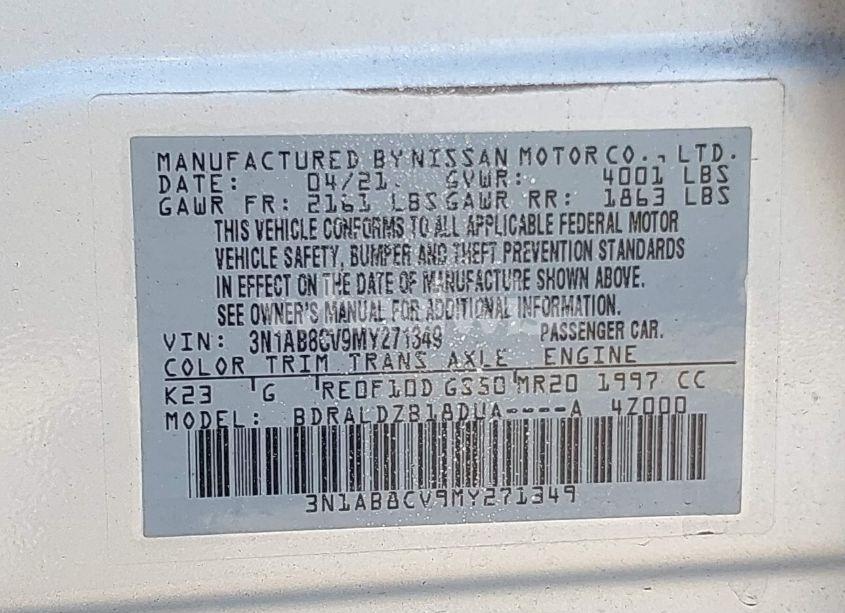 MANUFACTURED BY NISSAN MOTOR CO., LTD.
DATE: 04/21 GVWR: 4001 LBS
GAWR FR: 2161 LBS GAWR RR: 1863 LBS
THIS VEHICLE CONFORMS TO ALL APPLICABLE FEDERAL MOTOR
VEHICLE SAFETY, BUMPER AND THEFT PREVENTION STANDARDS
IN EFFECT ON THE DATE OF MANUFACTURE SHOWN ABOVE.
SEE OWNER'S MANUAL FOR ADDITIONAL INFORMATION.
VIN: 3N1AB8CV9MY271349 PASSENGER CAR.
COLOR TRIM TRANS AXLE ENGINE
K23 G RE0F10D GS50 MR20 1997 CC
MODEL: BDRALDZB18DUA----A 4Z000
3N1AB8CV9MY271349